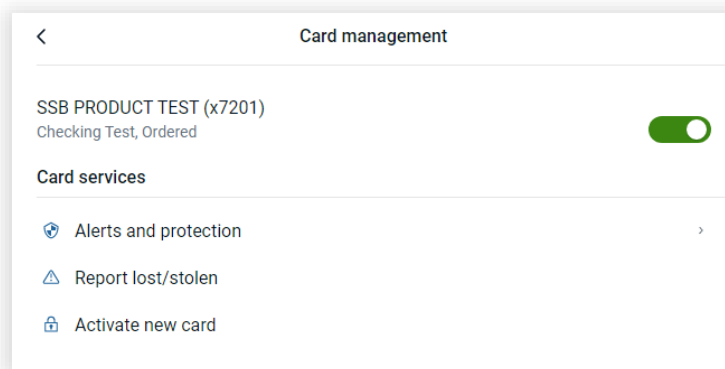 Card management
SSB PRODUCT TEST (x7201)
Checking Test, Ordered
Card services
Alerts and protection
Report lost/stolen
Activate new card